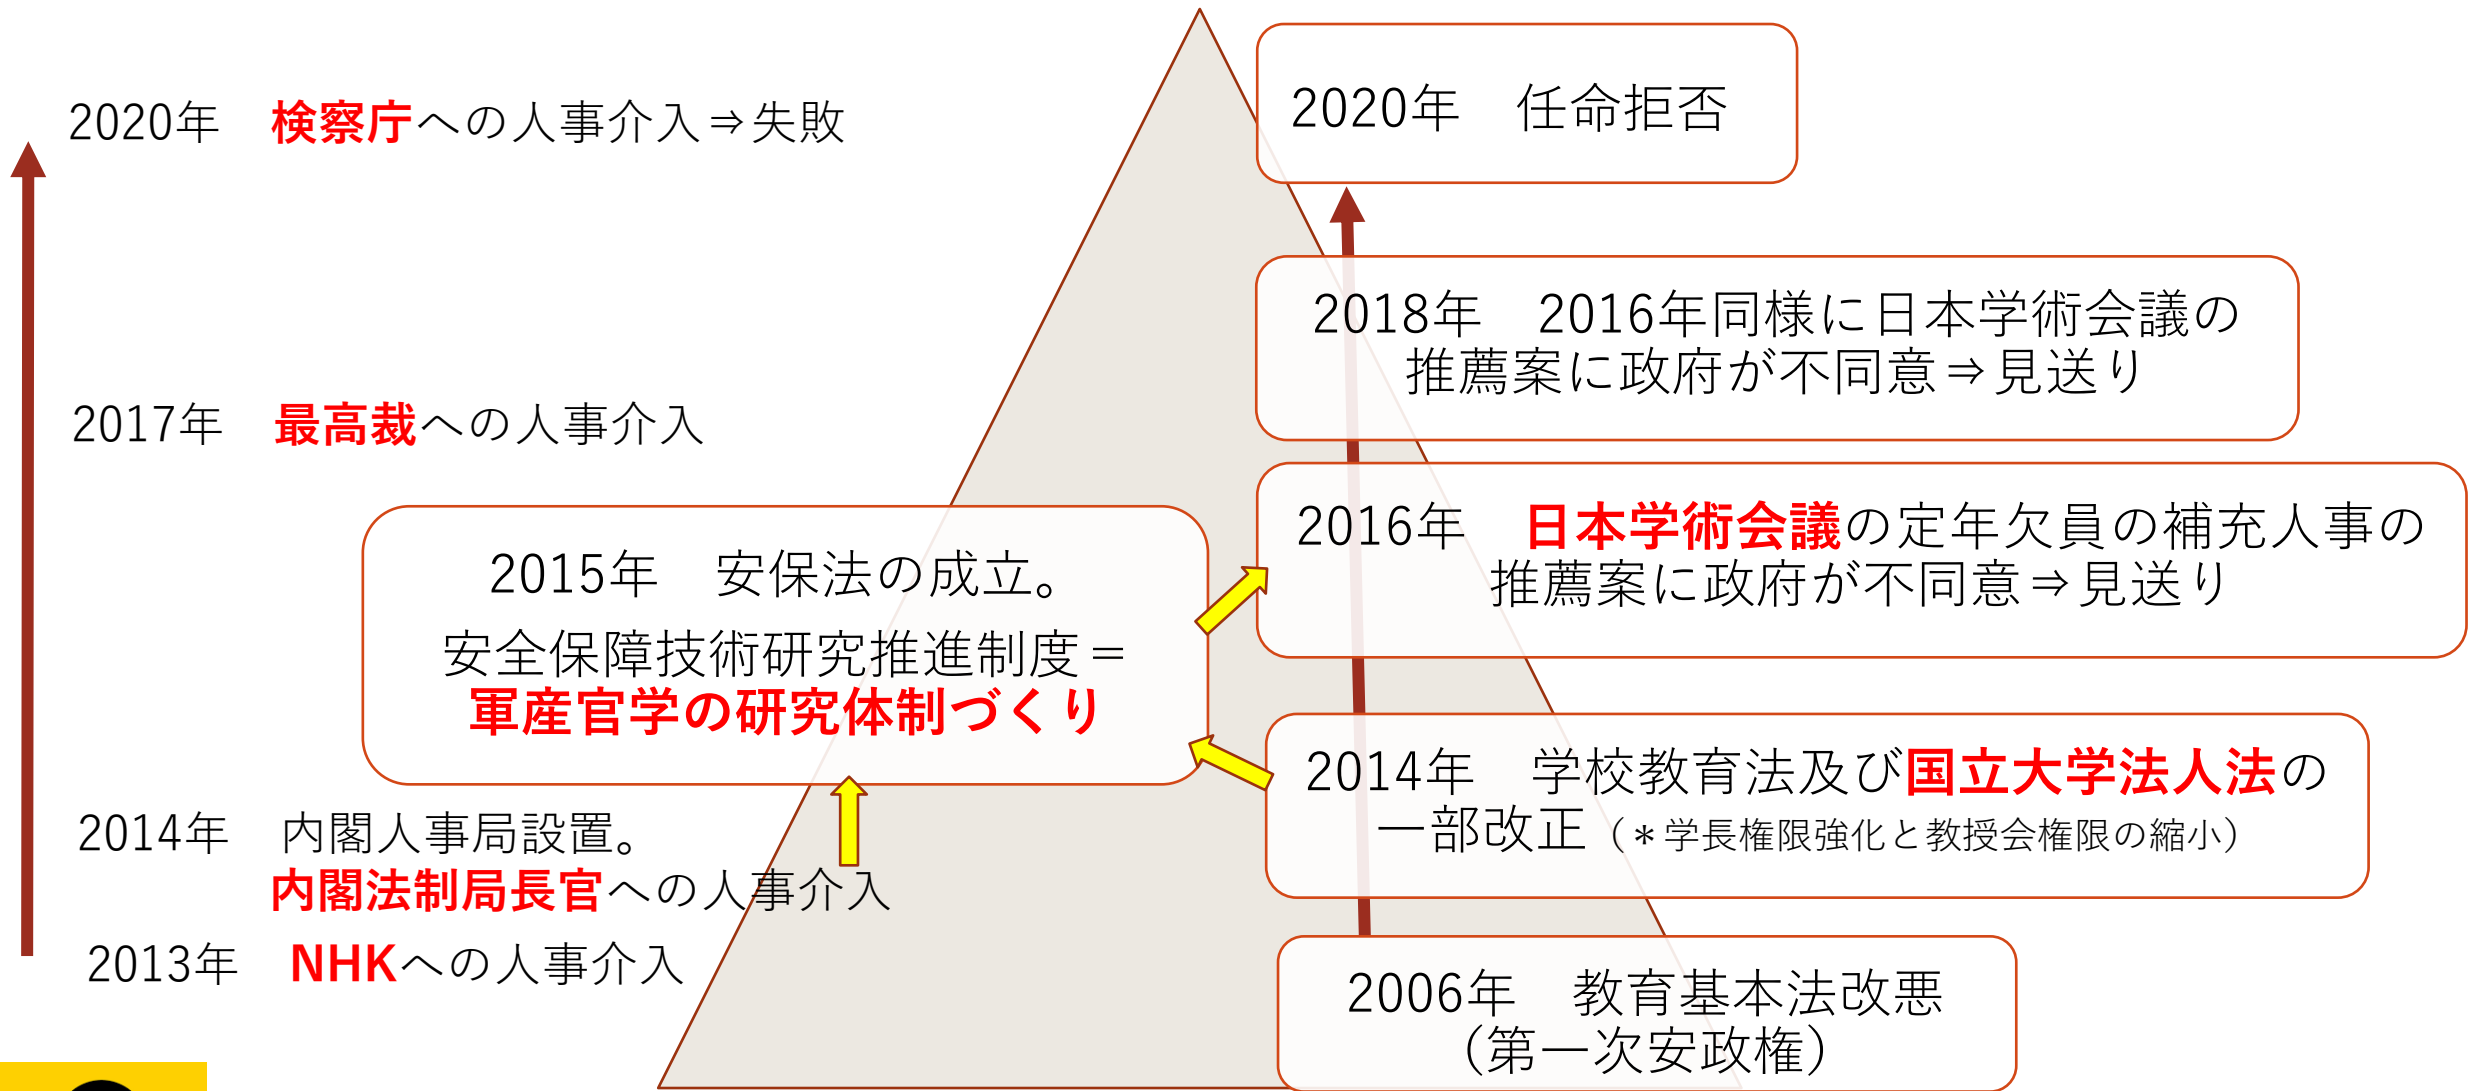 2020年　検察庁への人事介入⇒失敗
2017年　最高裁への人事介入
2015年　安保法の成立。
安全保障技術研究推進制度＝
軍産官学の研究体制づくり
2014年　内閣人事局設置。
内閣法制局長官への人事介入
2013年　NHKへの人事介入
2020年　任命拒否
2018年　2016年同様に日本学術会議の
推薦案に政府が不同意⇒見送り
2016年　日本学術会議の定年欠員の補充人事の
推薦案に政府が不同意⇒見送り
2014年　学校教育法及び国立大学法人法の
一部改正（＊学長権限強化と教授会権限の縮小）
2006年　教育基本法改悪
（第一次安政権）